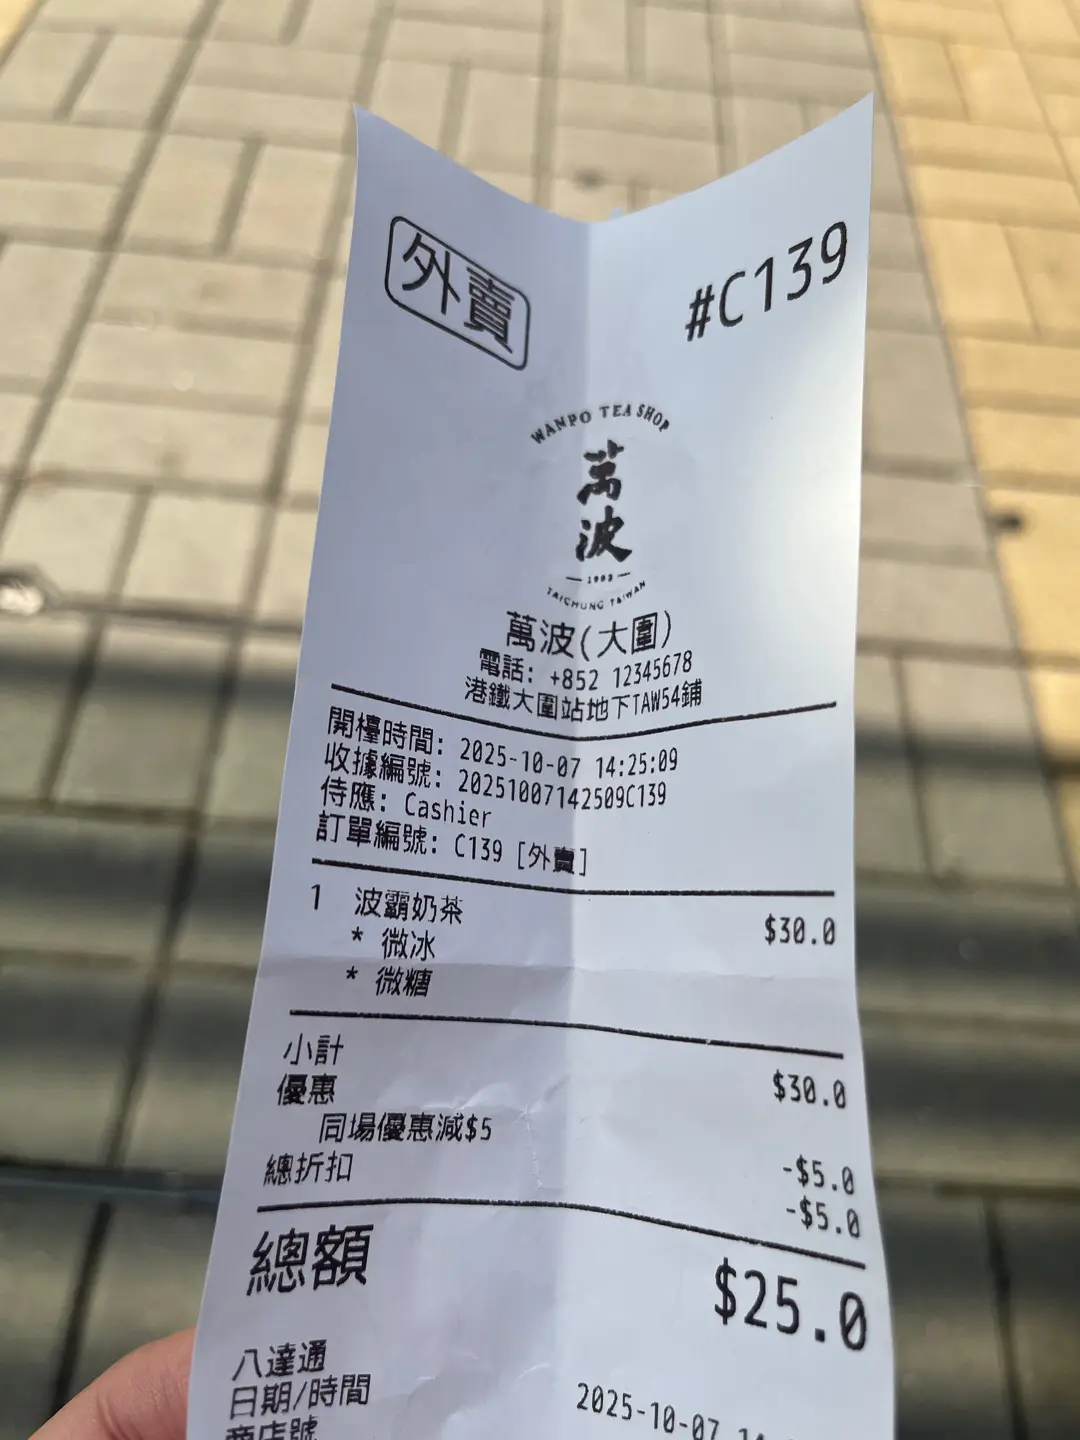 外賣
#C139
WANPO TEA SHOP
萬波
1983
TAICHUNG TAIWAN
萬波(大圍)
電話: +852 12345678
港鐵大圍站地下TAW54鋪
開檯時間: 2025-10-07 14:25:09
收據編號: 20251007142509C139
侍應: Cashier
訂單編號: C139 [外賣]
1 波霸奶茶 $30.0
* 微冰
* 微糖
小計 $30.0
優惠
同場優惠減$5 -$5.0
總折扣 -$5.0
總額 $25.0
八達通
日期/時間 2025-10-07
商店號